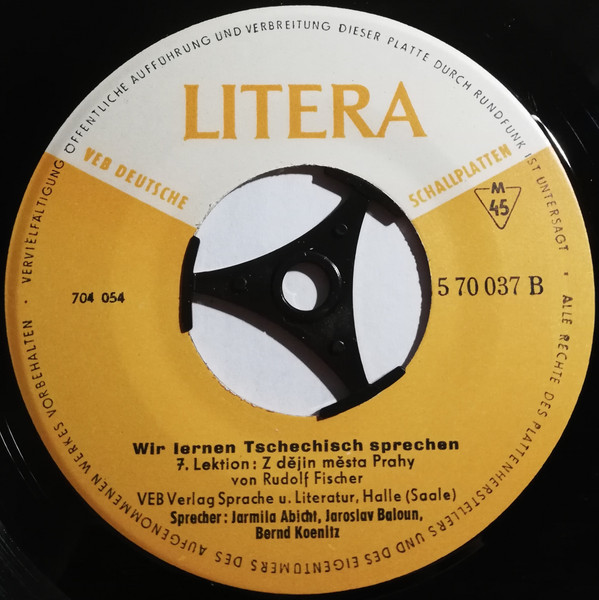 LITERA
VEB DEUTSCHE
SCHALLPLATTEN
M
45
704 054
5 70 037 B
Wir lernen Tschechisch sprechen
7. Lektion: Z dějin města Prahy
von Rudolf Fischer
VEB Verlag Sprache u. Literatur, Halle (Saale)
Sprecher: Jarmila Abicht, Jaroslav Baloun,
Bernd Koenitz
ALLE RECHTE DES PLATTENHERSTELLERS UND DES EIGENTÜMERS DES AUFGENOMMENEN WERKES VORBEHALTEN · VERVIELFÄLTIGUNG ÖFFENTLICHE AUFFÜHRUNG UND VERBREITUNG DIESER PLATTE DURCH RUNDFUNK IST UNTERSAGT ·